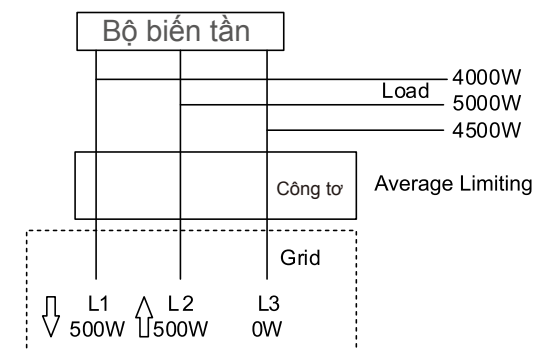 Bộ biến tần
4000W
Load
5000W
4500W
Công tơ
Average Limiting
Grid
L1 L2 L3
500W 500W 0W